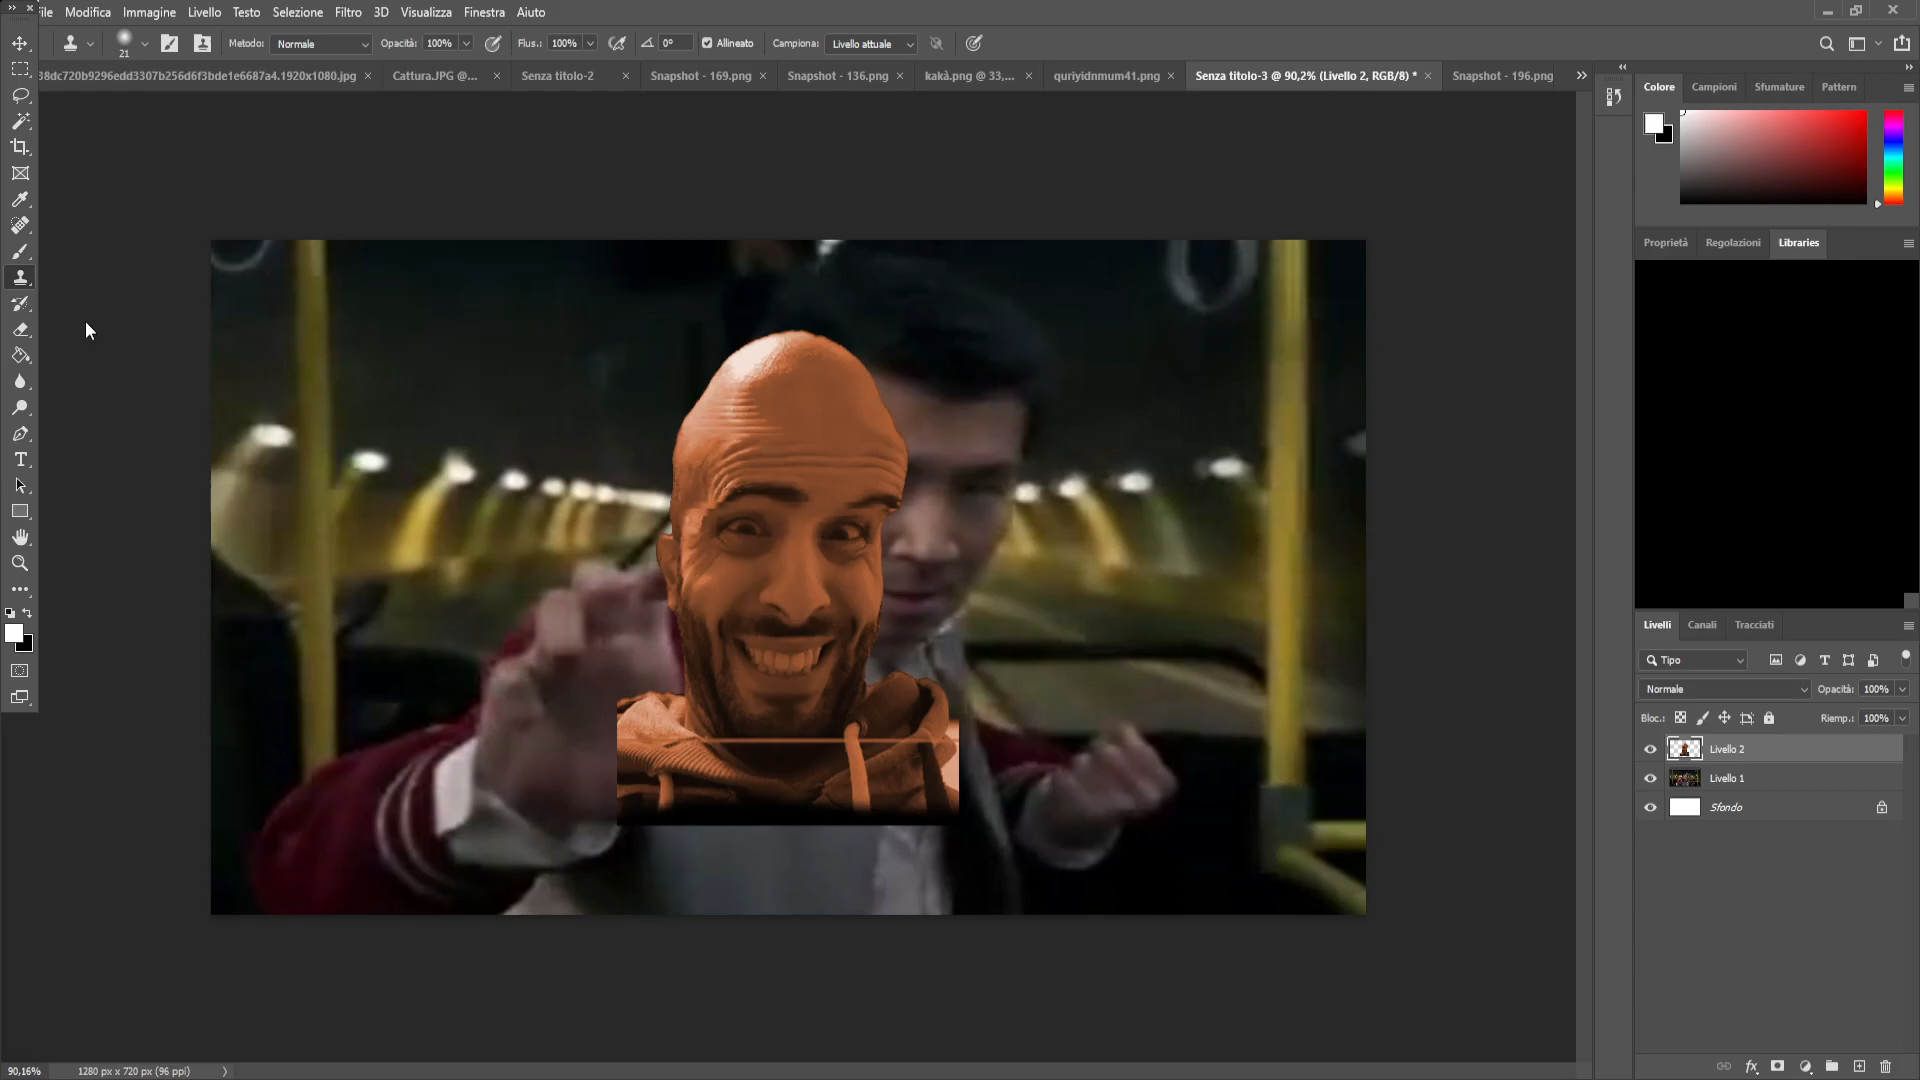 File Modifica Immagine Livello Testo Selezione Filtro 3D Visualizza Finestra Aiuto
21 Metodo: Normale Opacità: 100% Flus.: 100% 0° Allineato Campiona: Livello attuale
38dc720b9296edd3307b256d6f3bde1e6687a4.1920x1080.jpg Cattura.JPG @... Senza titolo-2 Snapshot - 169.png Snapshot - 136.png kakà.png @ 33,... quriyidnmum41.png Senza titolo-3 @ 90,2% (Livello 2, RGB/8) * Snapshot - 196.png
Colore Campioni Sfumature Pattern
Proprietà Regolazioni Libraries
Livelli Canali Tracciati
Tipo
Normale Opacità: 100%
Bloc.: Riemp.: 100%
Livello 2
Livello 1
Sfondo
90,16% 1280 px x 720 px (96 ppi)